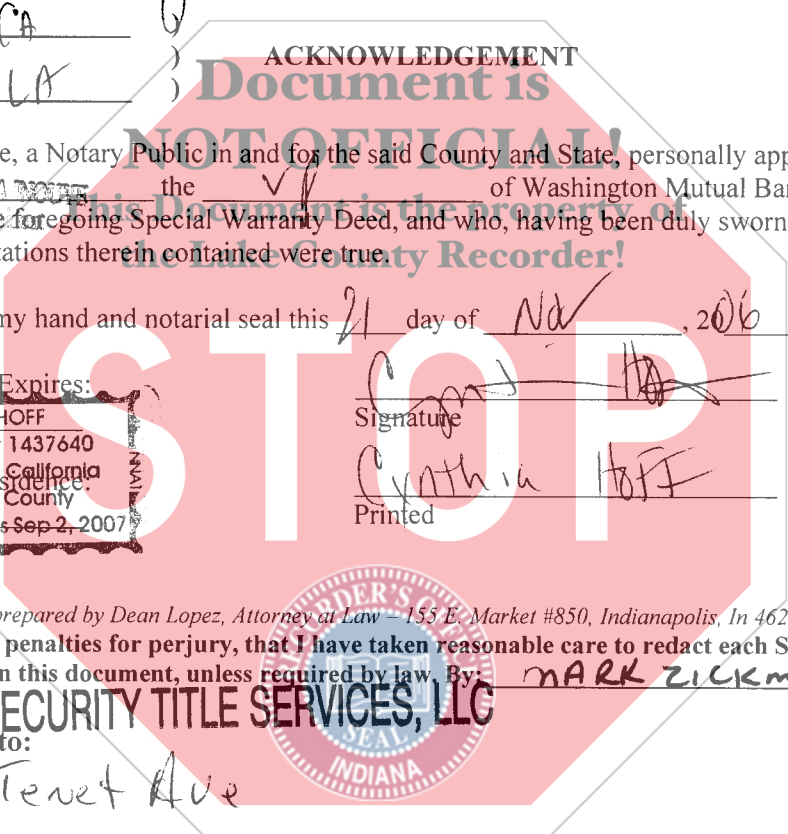 CA
) ACKNOWLEDGEMENT
LA )
Document is
NOT OFFICIAL!
e, a Notary Public in and for the said County and State, personally app
the VP of Washington Mutual Ban
This Document is the property of
e foregoing Special Warranty Deed, and who, having been duly sworn
tations therein contained were true.
the Lake County Recorder!
my hand and notarial seal this 21 day of Nov , 2006
STOP
Expires:
Signature
HOFF
1437640
California
sidence:
County
s Sep 2, 2007
NNA1
Cynthia Hoff
Printed
prepared by Dean Lopez, Attorney at Law – 155 E. Market #850, Indianapolis, In 462
penalties for perjury, that I have taken reasonable care to redact each S
n this document, unless required by law. By: MARK ZICKM
ECURITY TITLE SERVICES, LLC
to:
Tenet Ave
RECORDER'S OFFICE
SEAL
INDIANA